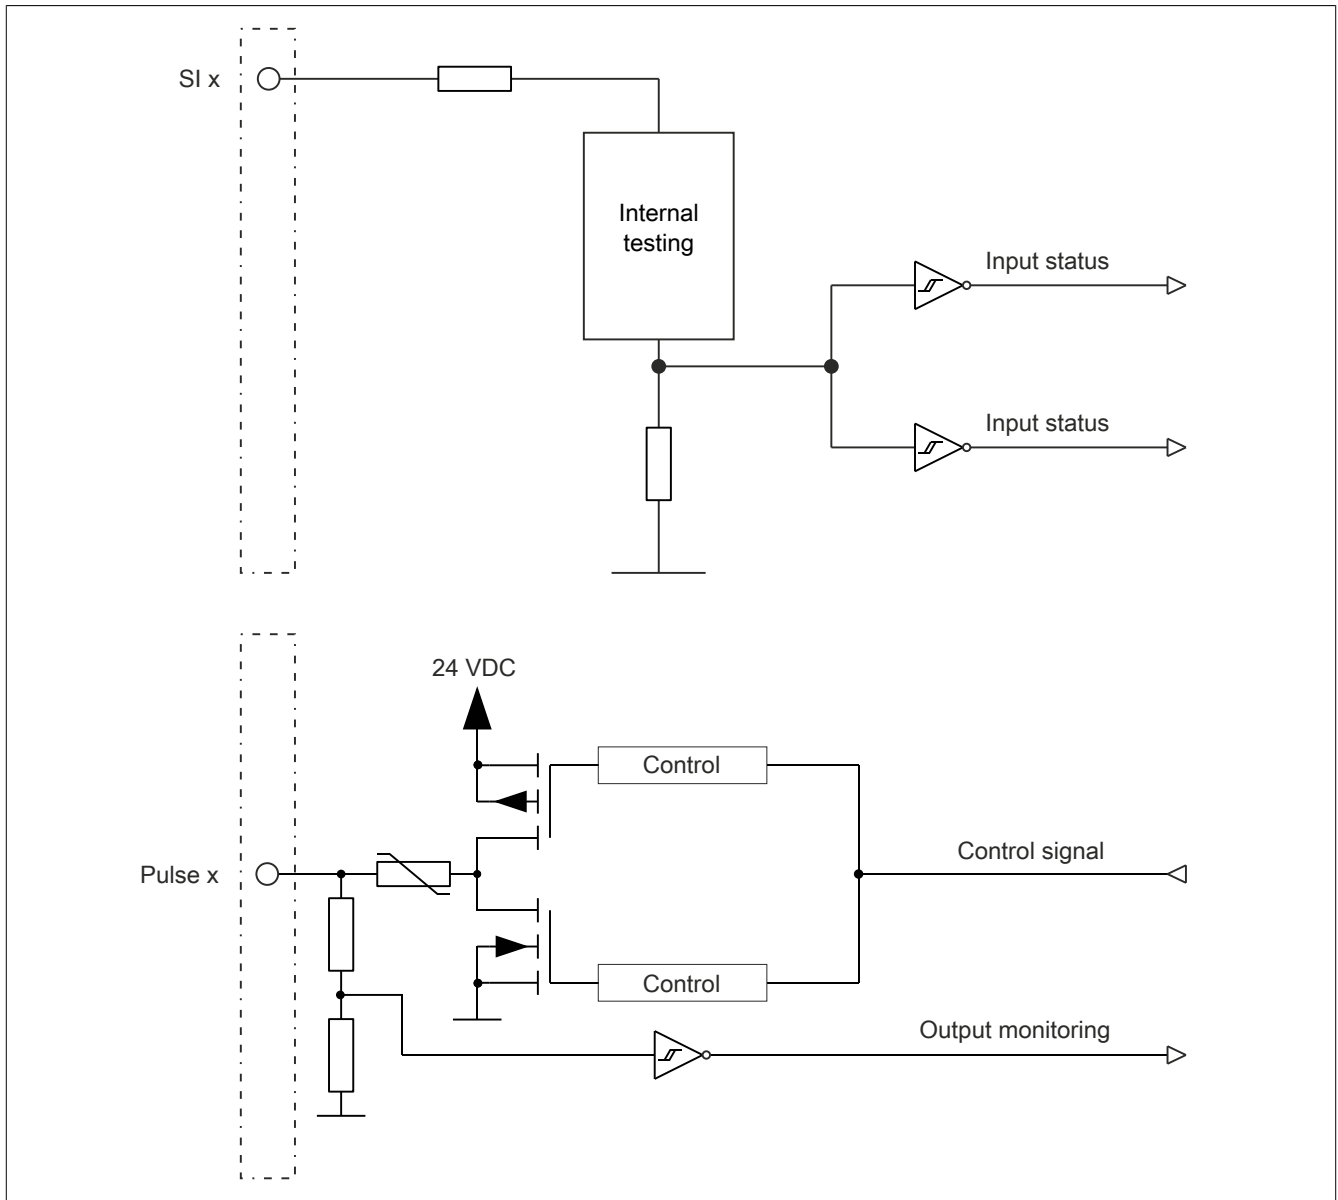 SI x
Internal
testing
Input status
Input status
24 VDC
Control
Control signal
Pulse x
Control
Output monitoring